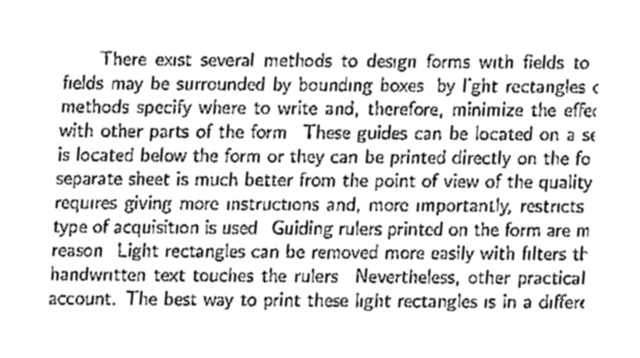 There exist several methods to design forms with fields to
fields may be surrounded by bounding boxes by light rectangles
methods specify where to write and, therefore, minimize the
with other parts of the form These guides can be located on a
is located below the form or they can be printed directly on the
separate sheet is much better from the point of view of the quality
requires giving more instructions and, more importantly, restricts
type of acquisition is used Guiding rulers printed on the form are
reason Light rectangles can be removed more easily with filters
handwritten text touches the rulers Nevertheless, other practical
account. The best way to print these light rectangles is in a